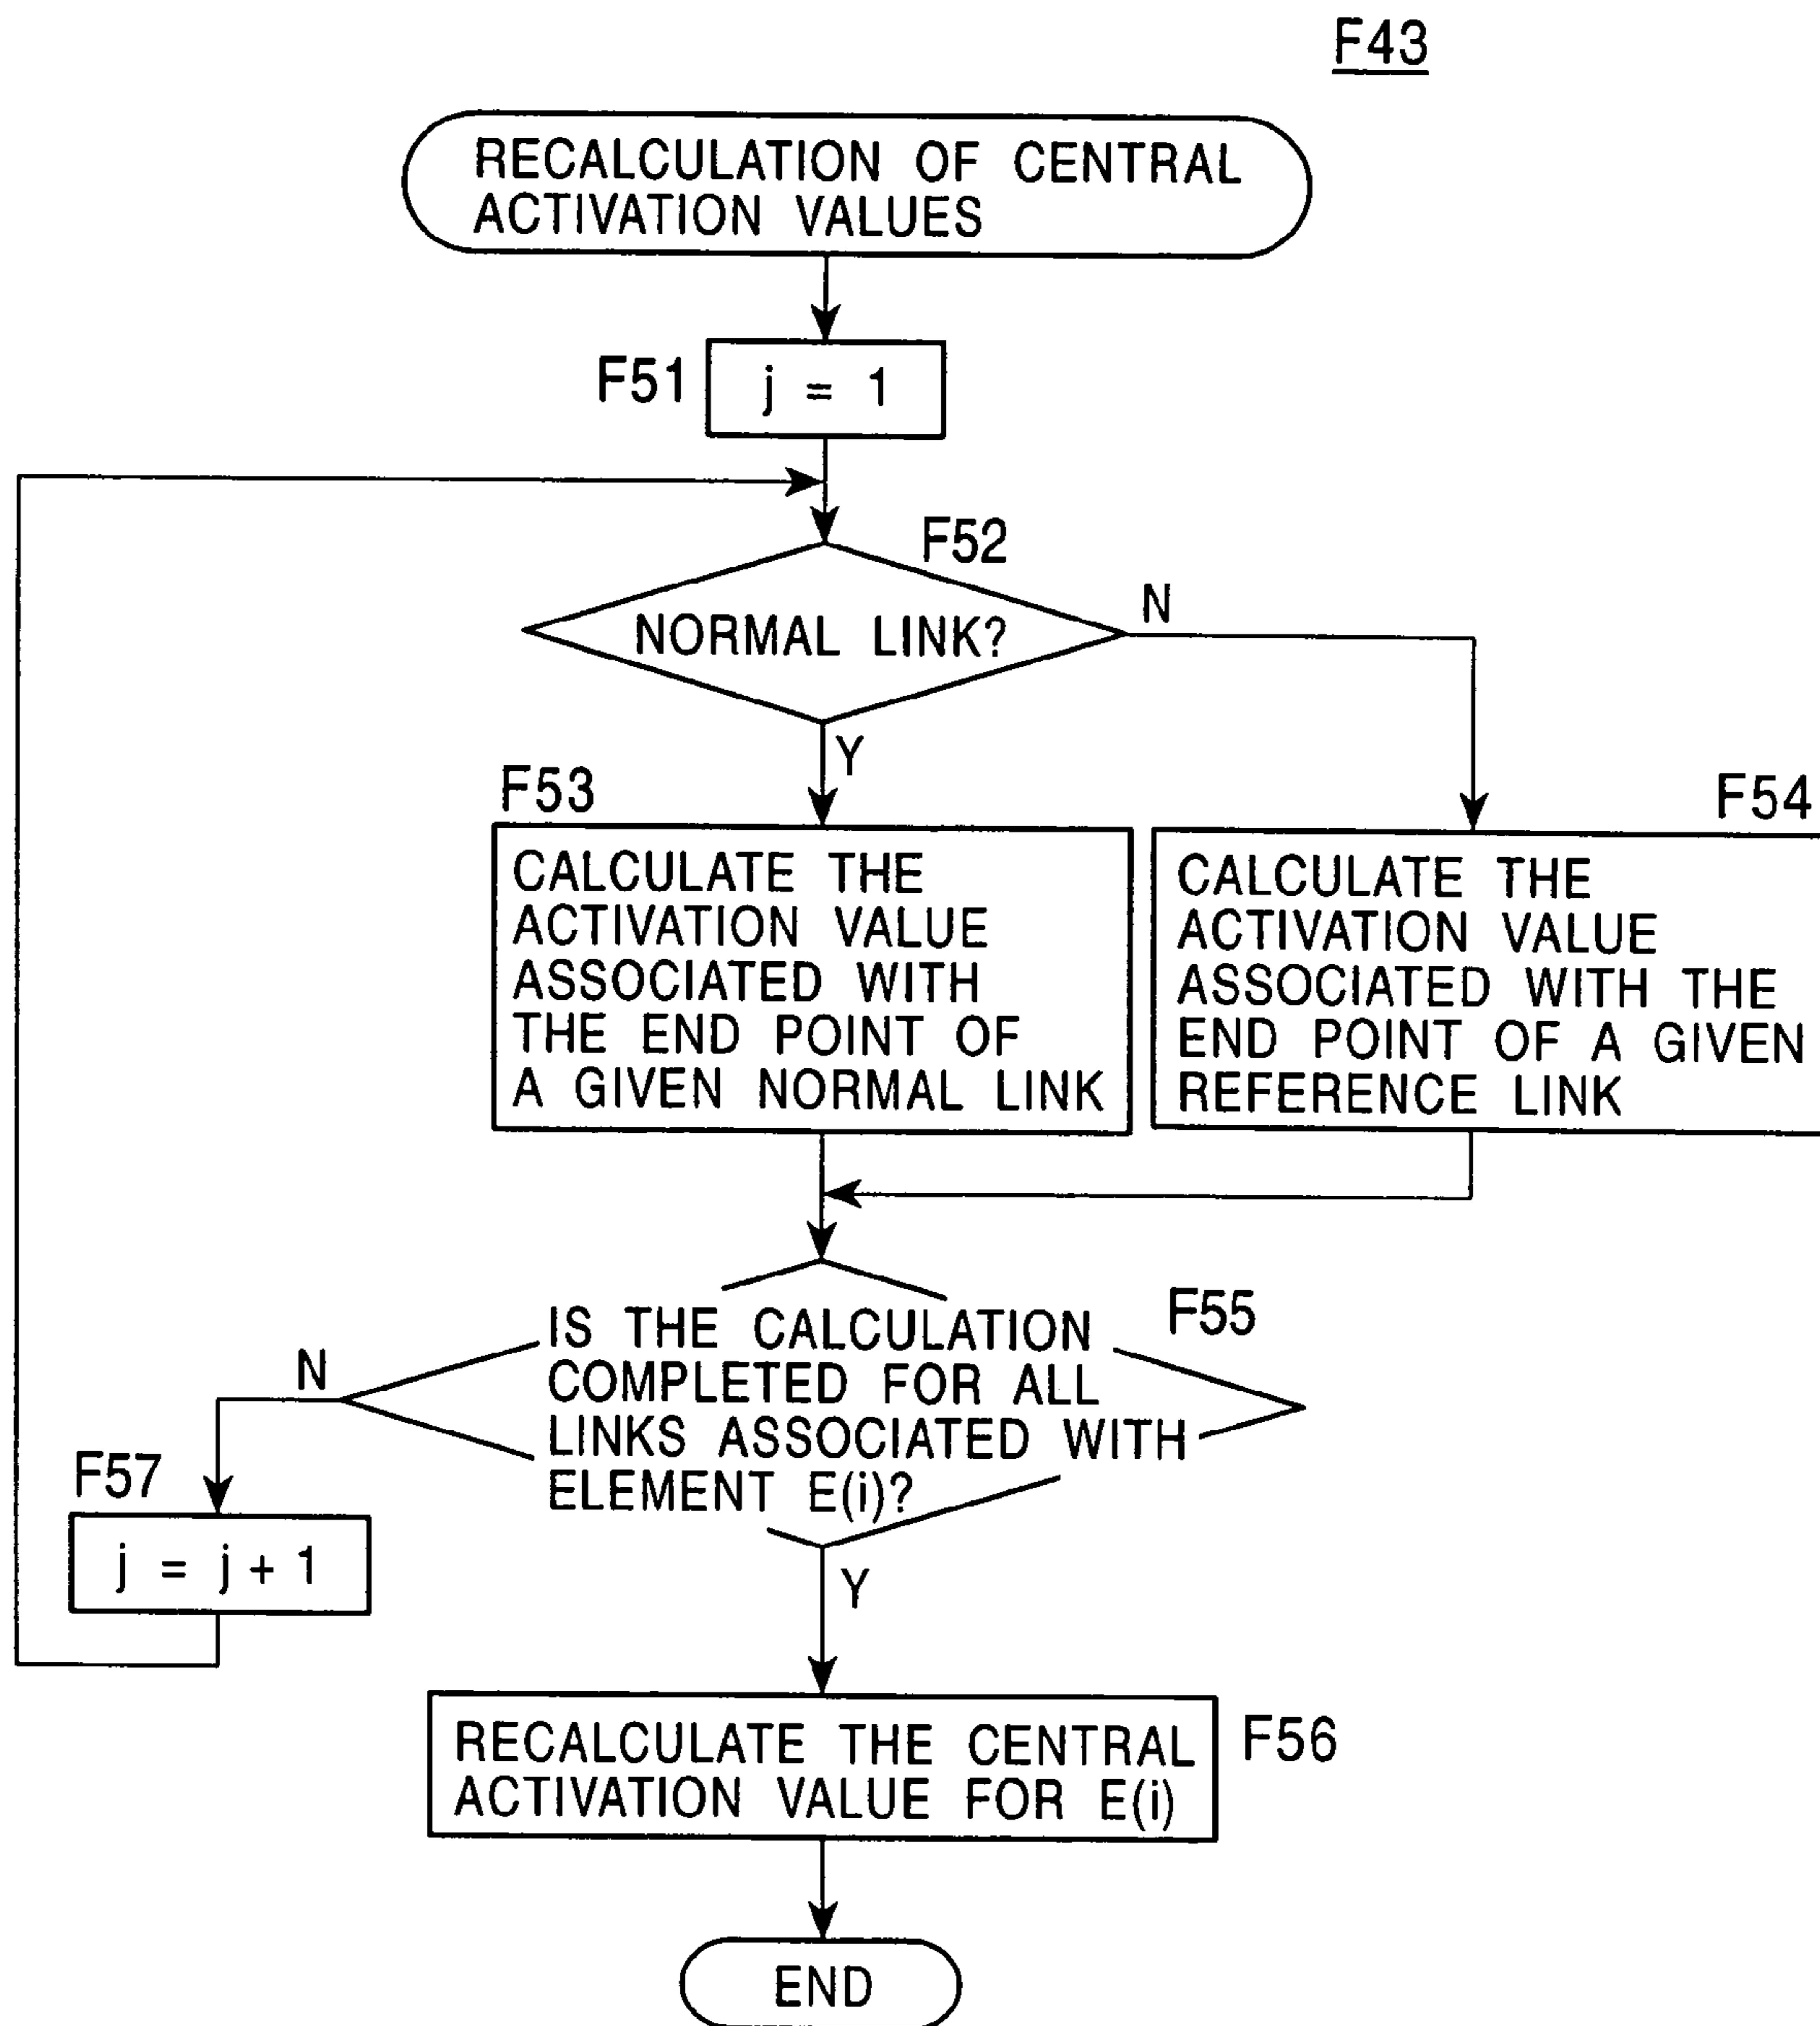 F43
RECALCULATION OF CENTRAL
ACTIVATION VALUES
F51
j = 1
F52
NORMAL LINK?
N
Y
F53
CALCULATE THE
ACTIVATION VALUE
ASSOCIATED WITH
THE END POINT OF
A GIVEN NORMAL LINK
F54
CALCULATE THE
ACTIVATION VALUE
ASSOCIATED WITH THE
END POINT OF A GIVEN
REFERENCE LINK
F55
IS THE CALCULATION
COMPLETED FOR ALL
LINKS ASSOCIATED WITH
ELEMENT E(i)?
N
F57
j = j + 1
Y
RECALCULATE THE CENTRAL
ACTIVATION VALUE FOR E(i)
F56
END